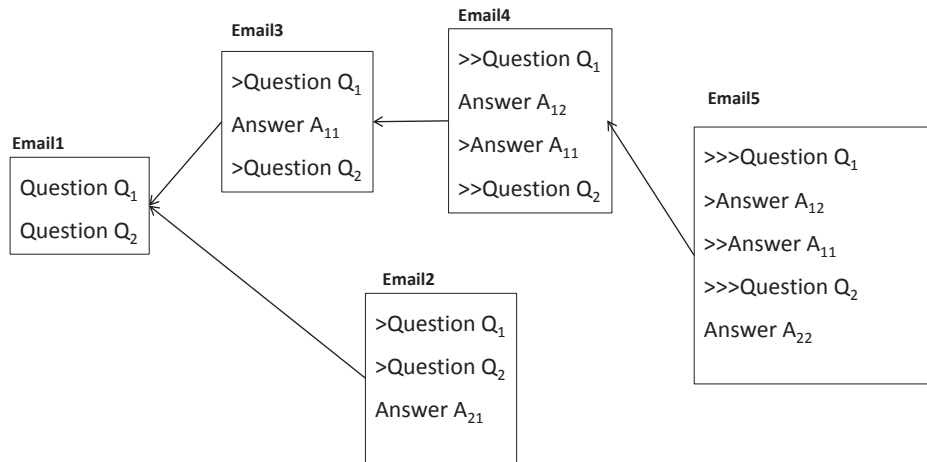 Email1
Question Q₁
Question Q₂
Email3
>Question Q₁
Answer A₁₁
>Question Q₂
Email4
>>Question Q₁
Answer A₁₂
>Answer A₁₁
>>Question Q₂
Email5
>>>Question Q₁
>Answer A₁₂
>>Answer A₁₁
>>>Question Q₂
Answer A₂₂
Email2
>Question Q₁
>Question Q₂
Answer A₂₁